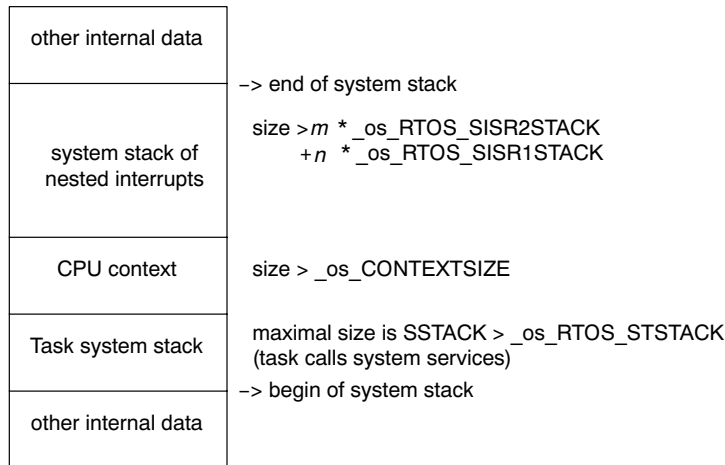 other internal data
–> end of system stack
size >m * _os_RTOS_SISR2STACK
+n * _os_RTOS_SISR1STACK
system stack of
nested interrupts
CPU context
size > _os_CONTEXTSIZE
Task system stack
maximal size is SSTACK > _os_RTOS_STSTACK
(task calls system services)
–> begin of system stack
other internal data